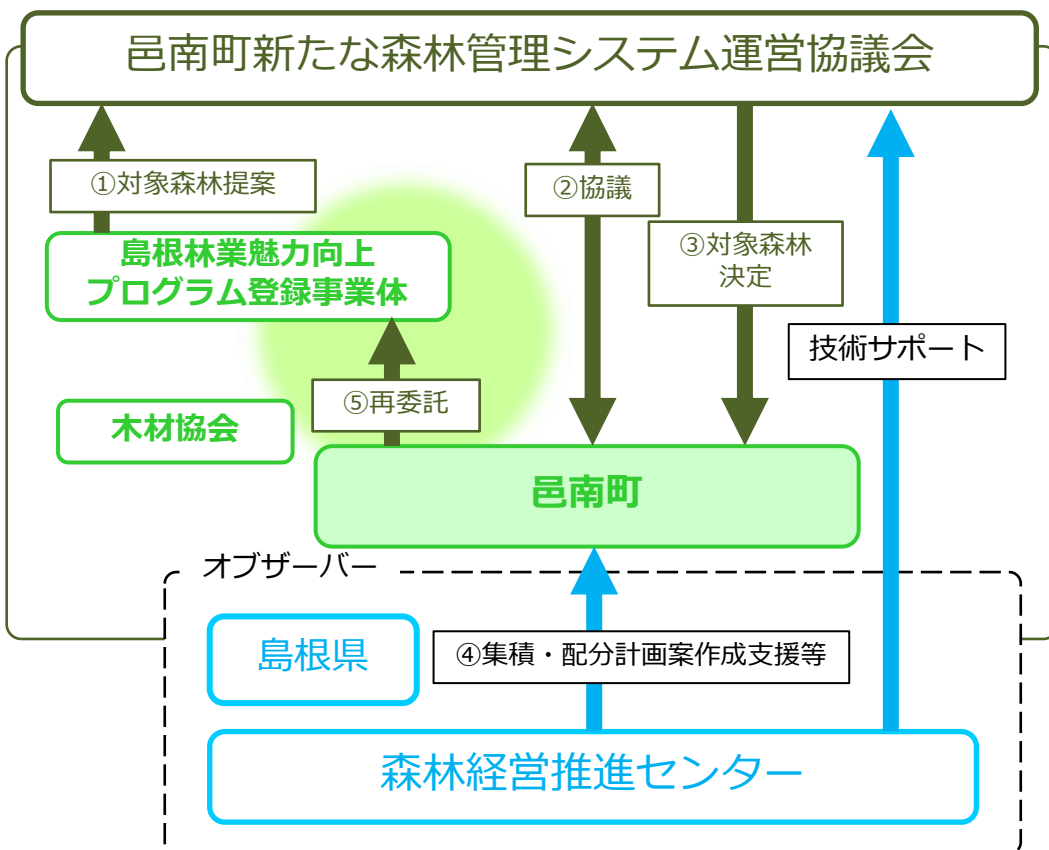 邑南町新たな森林管理システム運営協議会
①対象森林提案
②協議
③対象森林
決定
島根林業魅力向上
プログラム登録事業体
技術サポート
⑤再委託
木材協会
邑南町
オブザーバー
島根県
④集積・配分計画案作成支援等
森林経営推進センター